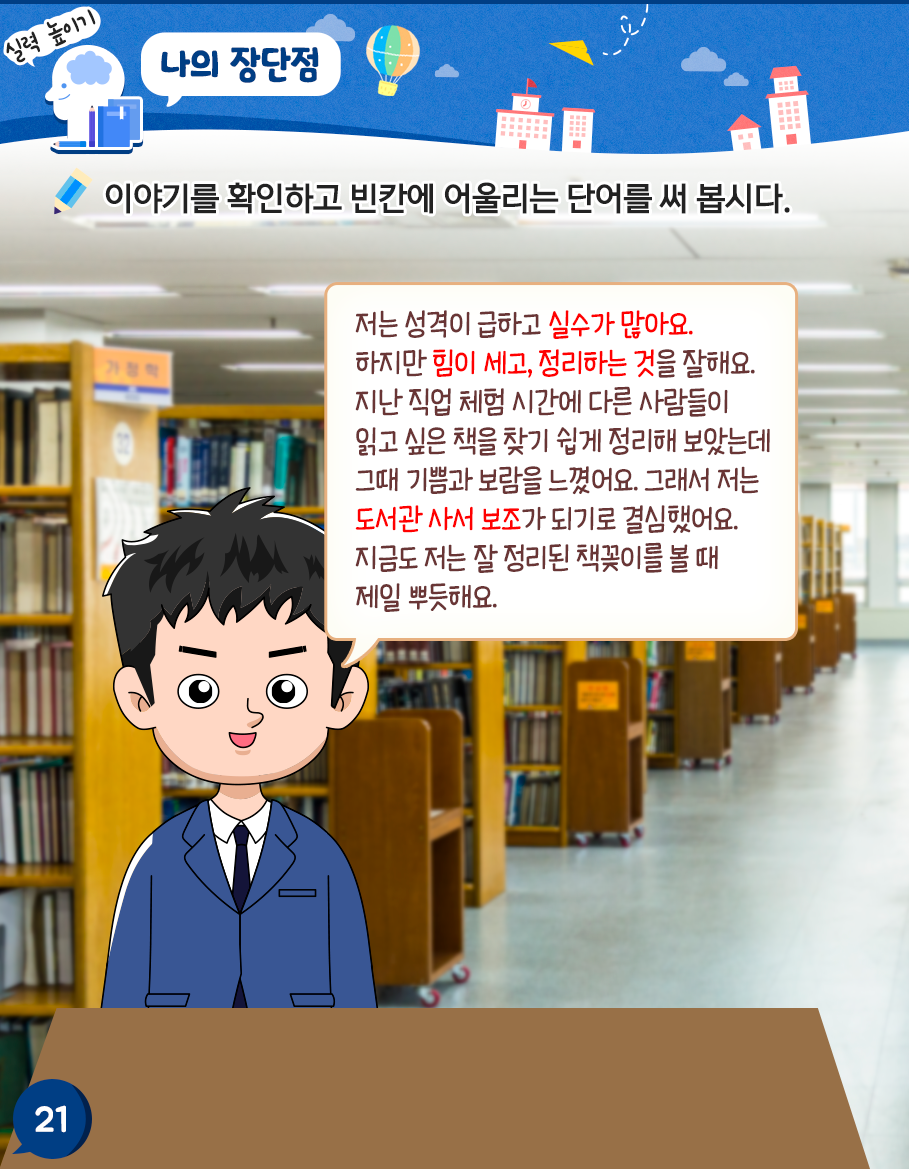 실력 높이기
나의 장단점
이야기를 확인하고 빈칸에 어울리는 단어를 써 봅시다.
저는 성격이 급하고 실수가 많아요.
하지만 힘이 세고, 정리하는 것을 잘해요.
지난 직업 체험 시간에 다른 사람들이
읽고 싶은 책을 찾기 쉽게 정리해 보았는데
그때 기쁨과 보람을 느꼈어요. 그래서 저는
도서관 사서 보조가 되기로 결심했어요.
지금도 저는 잘 정리된 책꽂이를 볼 때
제일 뿌듯해요.
가정학
21